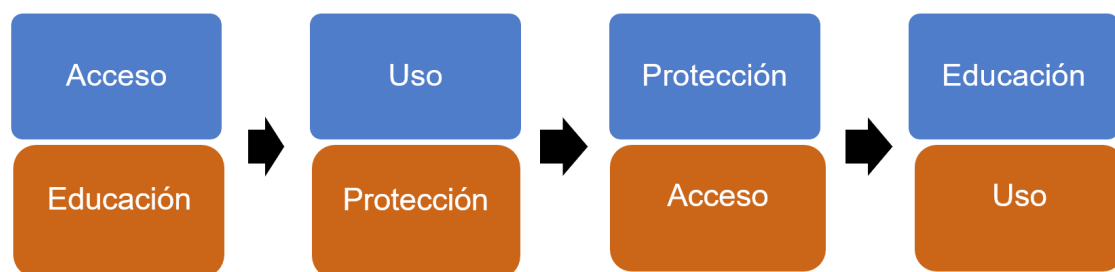 Acceso
Uso
Protección
Educación
Educación
Protección
Acceso
Uso